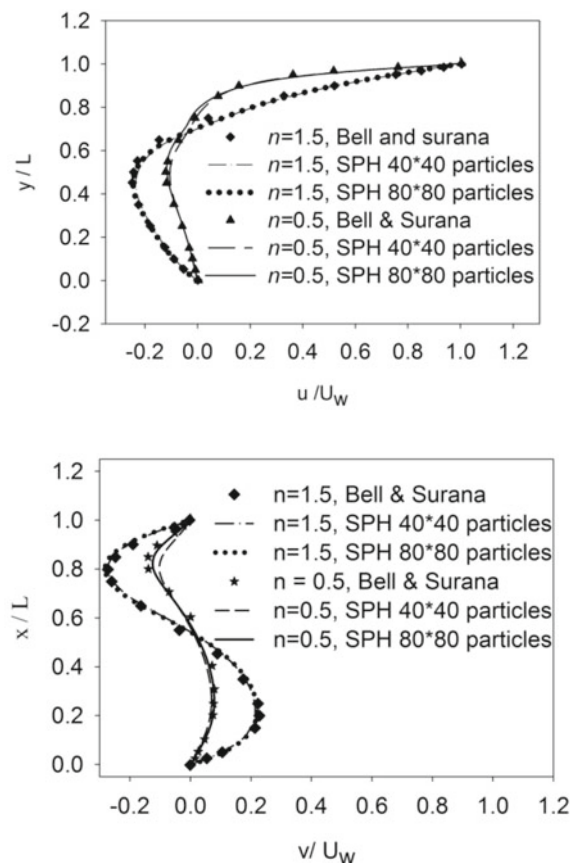 1.2
1.0
0.8
0.6
0.4
0.2
0.0
-0.2
y / L
n=1.5, Bell and surana
n=1.5, SPH 40*40 particles
n=1.5, SPH 80*80 particles
n=0.5, Bell & Surana
n=0.5, SPH 40*40 particles
n=0.5, SPH 80*80 particles
-0.2 0.0 0.2 0.4 0.6 0.8 1.0 1.2
u /UW
1.2
1.0
0.8
0.6
0.4
0.2
0.0
x / L
n=1.5, Bell & Surana
n=1.5, SPH 40*40 particles
n=1.5, SPH 80*80 particles
n = 0.5, Bell & Surana
n=0.5, SPH 40*40 particles
n=0.5, SPH 80*80 particles
-0.2 0.0 0.2 0.4 0.6 0.8 1.0 1.2
v/ UW